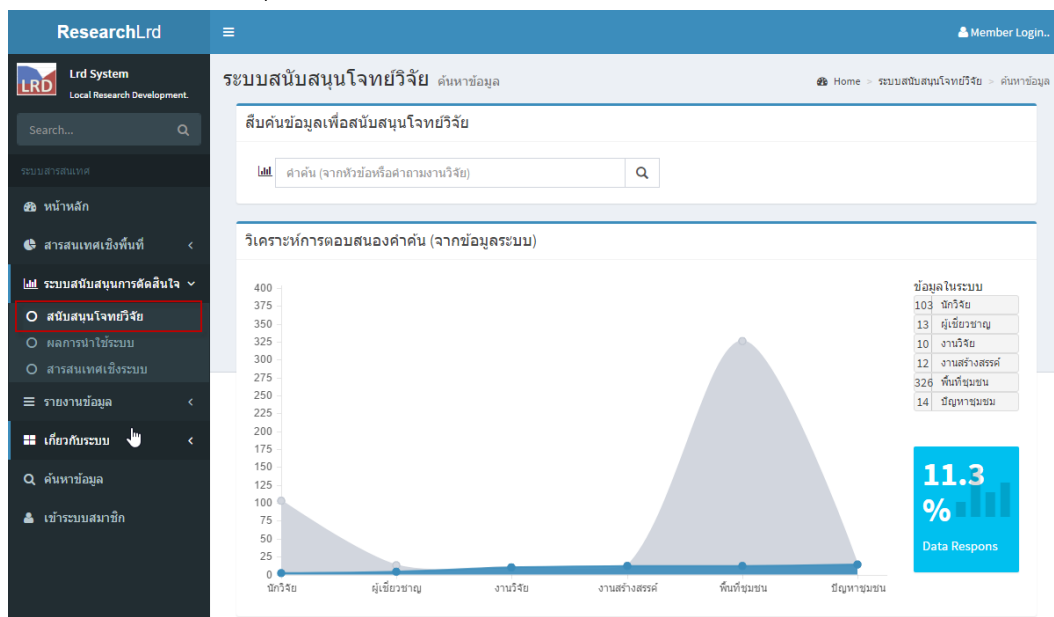 ResearchLrd
Member Login..
LRD
Lrd System
Local Research Development.
Search...
ระบบสารสนเทศ
หน้าหลัก
สารสนเทศเชิงพื้นที่
ระบบสนับสนุนการตัดสินใจ
สนับสนุนโจทย์วิจัย
ผลการนำไช้ระบบ
สารสนเทศเชิงระบบ
รายงานข้อมูล
เกี่ยวกับระบบ
ค้นหาข้อมูล
เข้าระบบสมาชิก
ระบบสนับสนุนโจทย์วิจัย ค้นหาข้อมูล
Home > ระบบสนับสนุนโจทย์วิจัย > ค้นหาข้อมูล
สืบค้นข้อมูลเพื่อสนับสนุนโจทย์วิจัย
คำค้น (จากหัวข้อหรือคำถามงานวิจัย)
วิเคราะห์การตอบสนองคำค้น (จากข้อมูลระบบ)
400
375
350
325
300
275
250
225
200
175
150
125
100
75
50
25
0
นักวิจัย ผู้เชี่ยวชาญ งานวิจัย งานสร้างสรรค์ พื้นที่ชุมชน ปัญหาชุมชน
ข้อมูลในระบบ
103 นักวิจัย
13 ผู้เชี่ยวชาญ
10 งานวิจัย
12 งานสร้างสรรค์
326 พื้นที่ชุมชน
14 ปัญหาชุมชม
11.3
%
Data Respons